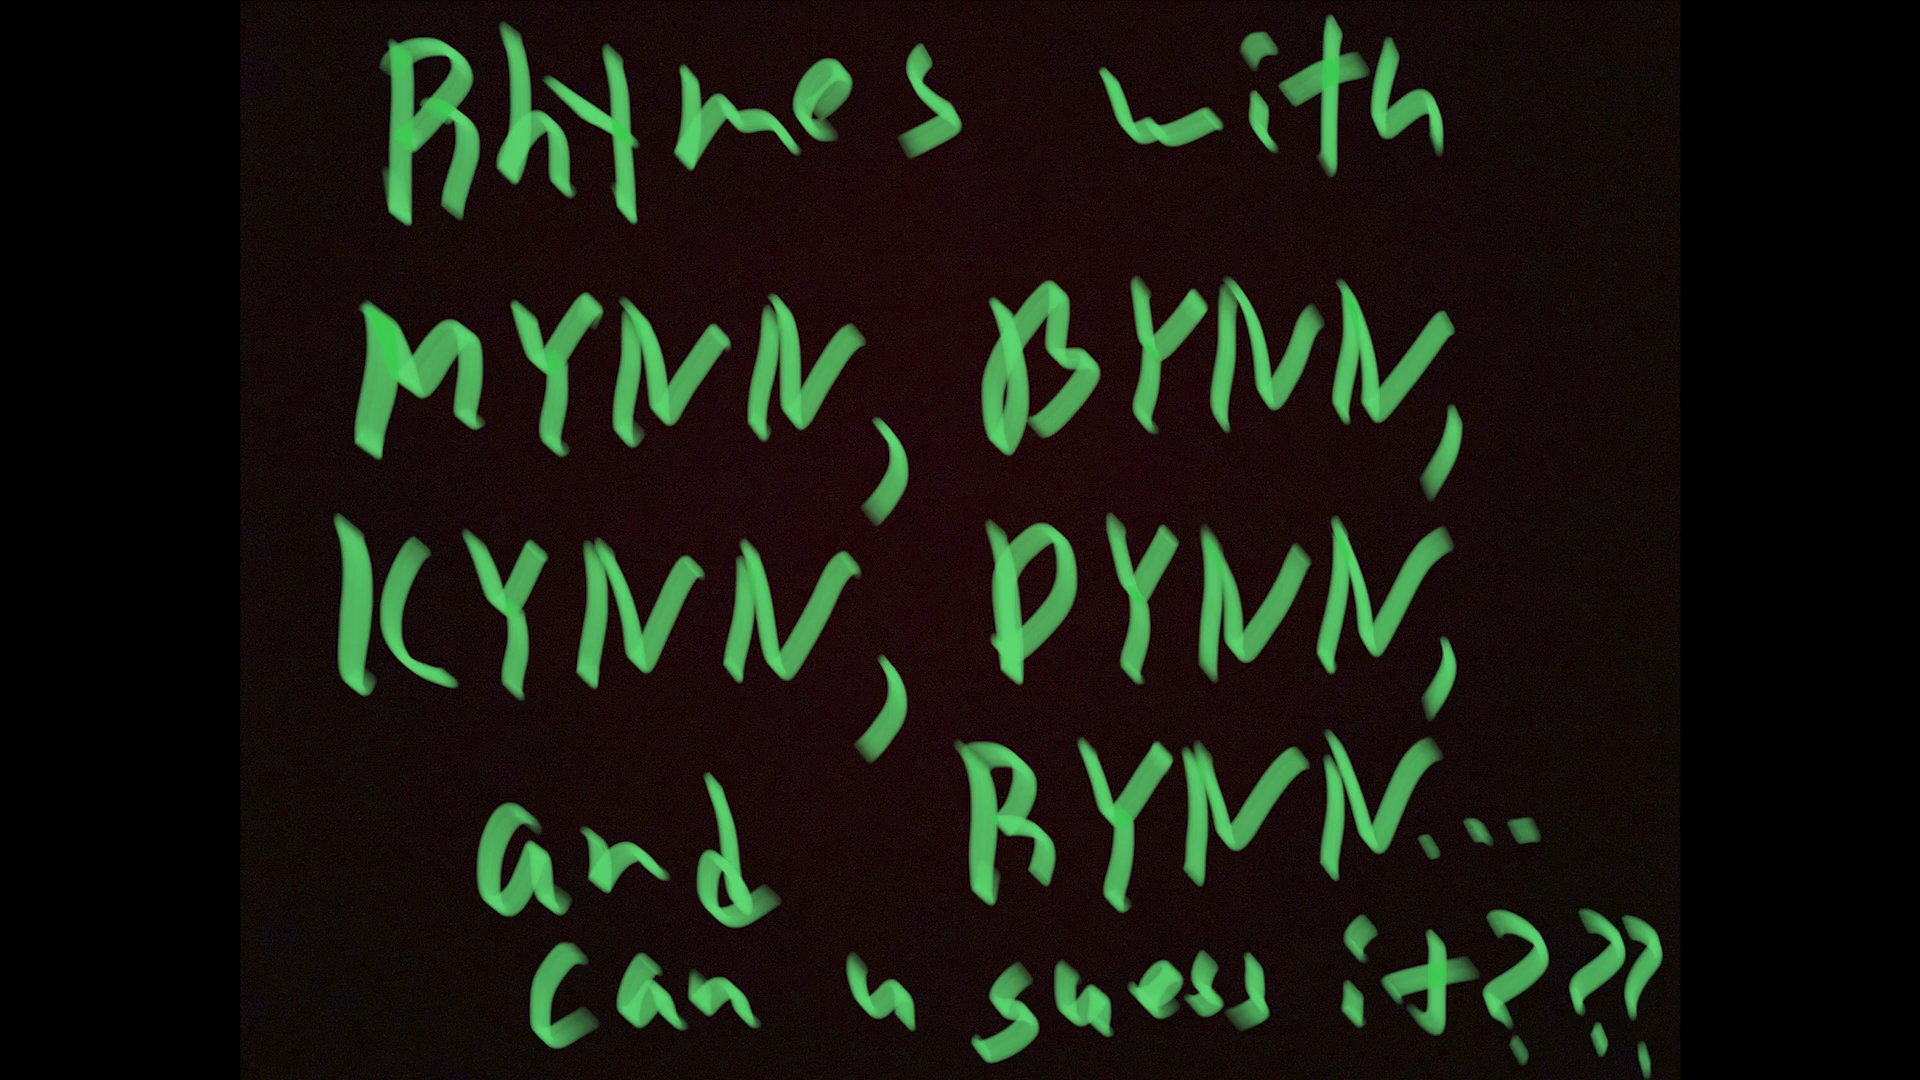 Rhymes with
MYNN, BYNN,
KYNN, DYNN,
and RYNN...
can u guess it???